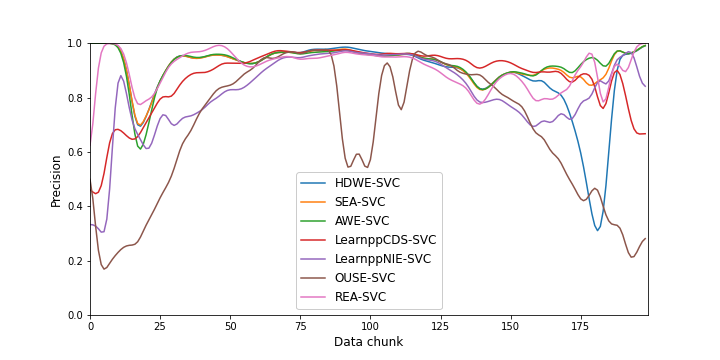 1.0
0.8
0.6
0.4
0.2
0.0
Precision
HDWE-SVC
SEA-SVC
AWE-SVC
LearnppCDS-SVC
LearnppNIE-SVC
OUSE-SVC
REA-SVC
0 25 50 75 100 125 150 175
Data chunk